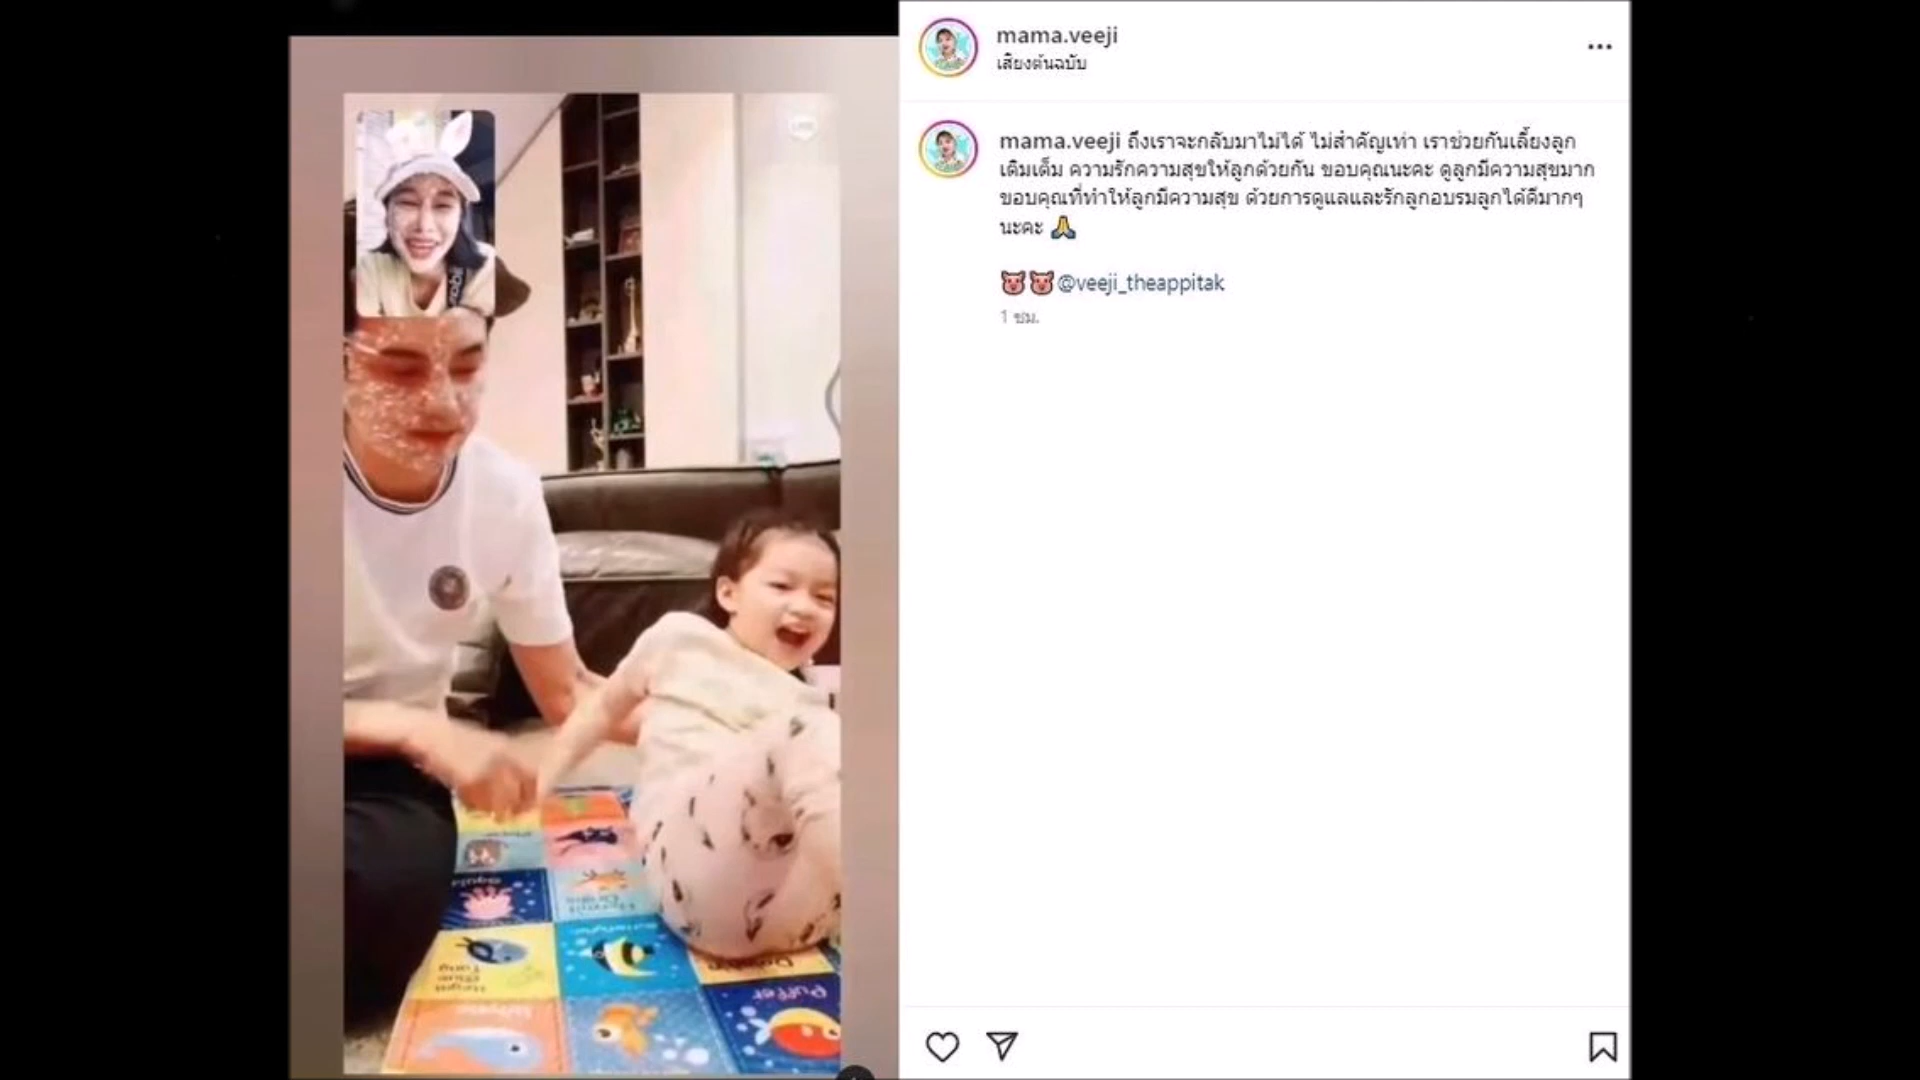 mama.veeji
เสียงต้นฉบับ
mama.veeji ถึงเราจะกลับมาไม่ได้ ไม่สำคัญเท่า เราช่วยกันเลี้ยงลูก
เติมเต็ม ความรักความสุขให้ลูกด้วยกัน ขอบคุณนะคะ ดูลูกมีความสุขมาก
ขอบคุณที่ทำให้ลูกมีความสุข ด้วยการดูแลและรักลูกอบรมลูกได้ดีมากๆ
นะคะ 🙏
🐷🐷@veeji_theappitak
1 ชม.
Squid
Puffer